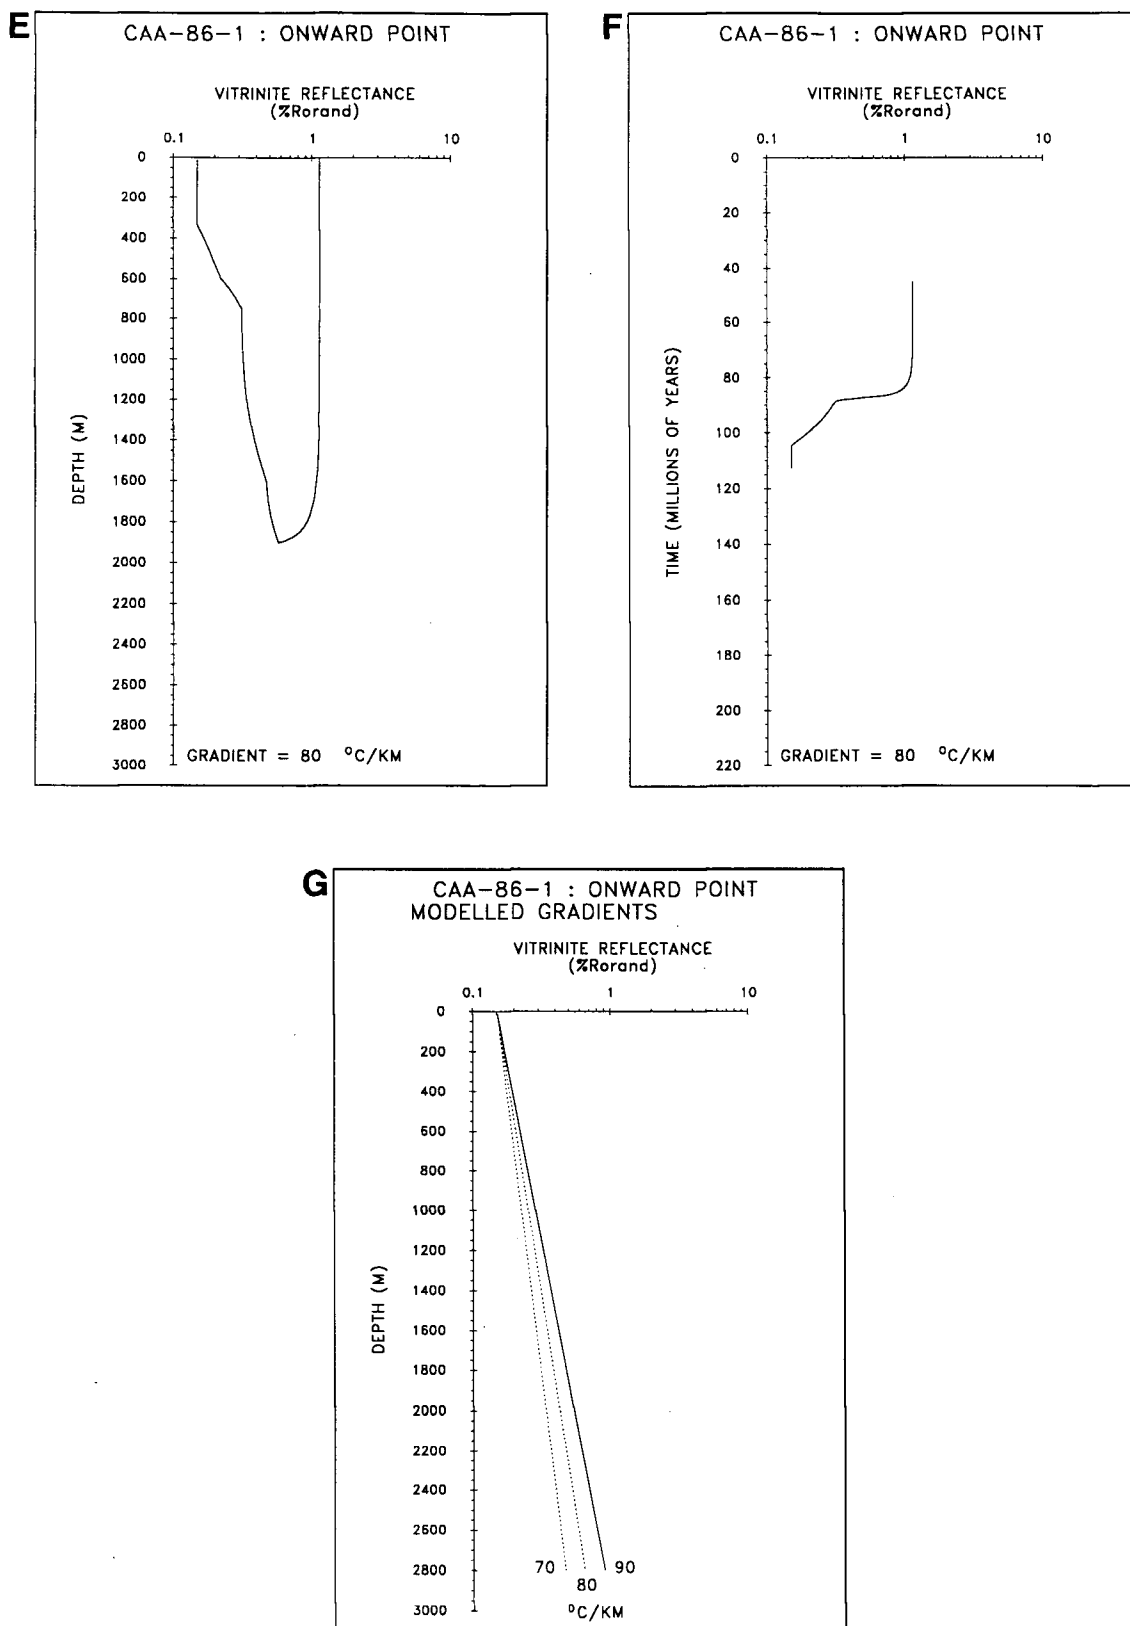 E
CAA-86-1 : ONWARD POINT
VITRINITE REFLECTANCE
(%Rorand)
0.1 1 10
0
200
400
600
800
1000
1200
1400
1600
1800
2000
2200
2400
2600
2800
3000
DEPTH (M)
GRADIENT = 80 ⁰C/KM
F
CAA-86-1 : ONWARD POINT
VITRINITE REFLECTANCE
(%Rorand)
0.1 1 10
0
20
40
60
80
100
120
140
160
180
200
220
TIME (MILLIONS OF YEARS)
GRADIENT = 80 ⁰C/KM
G
CAA-86-1 : ONWARD POINT
MODELLED GRADIENTS
VITRINITE REFLECTANCE
(%Rorand)
0.1 1 10
0
200
400
600
800
1000
1200
1400
1600
1800
2000
2200
2400
2600
2800
3000
DEPTH (M)
70 90
80
⁰C/KM